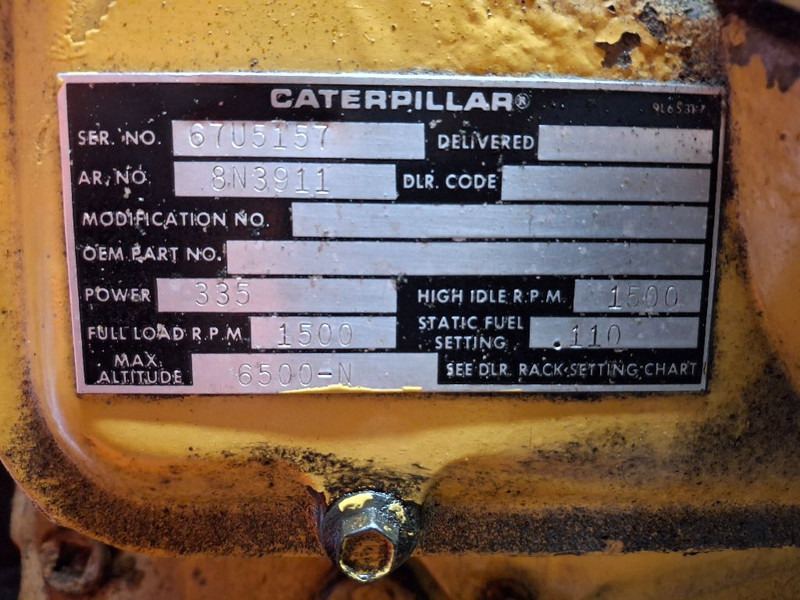 CATERPILLAR®
SER. NO. 67U5157 DELIVERED
AR. NO. 8N3911 DLR. CODE
MODIFICATION NO.
OEM PART NO.
POWER 335 HIGH IDLE R.P.M. 1500
FULL LOAD R.P.M. 1500 STATIC FUEL SETTING .110
MAX. ALTITUDE 6500-N SEE DLR. RACK SETTING CHART